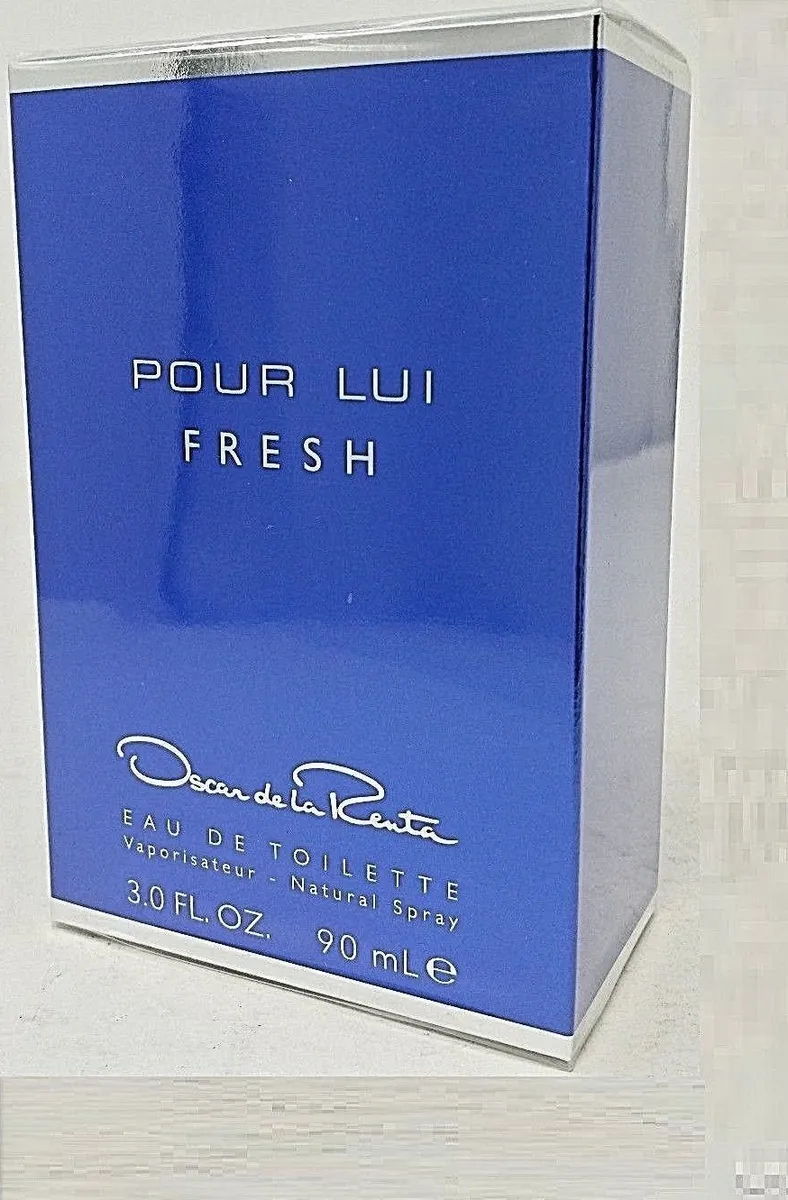 POUR LUI
FRESH
Oscar de la Renta
EAU DE TOILETTE
Vaporisateur - Natural Spray
3.0 FL. OZ. 90 mL ℮